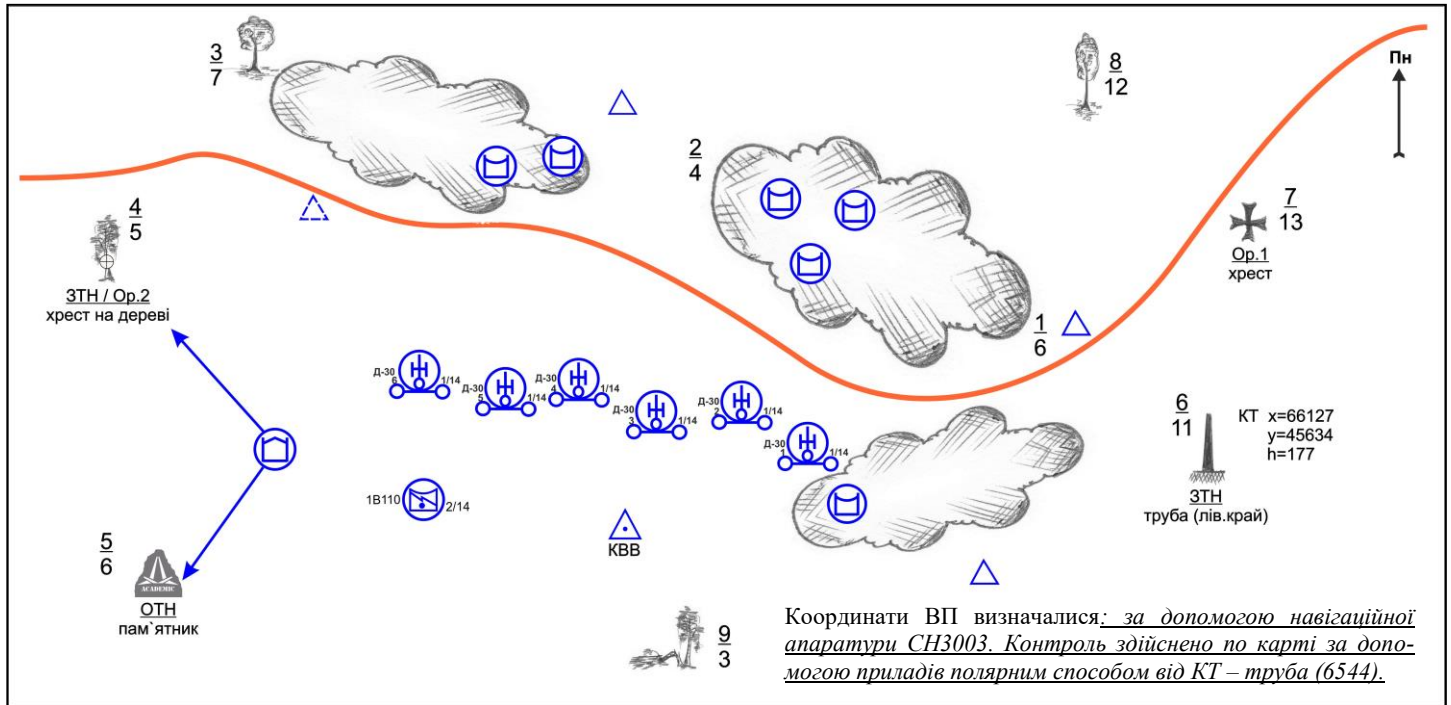 3
7
8
12
Пн
2
4
4
5
7
13
Ор.1
хрест
ЗТН / Ор.2
хрест на дереві
1
6
Д-30
6
1/14
Д-30
5
1/14
Д-30
4
1/14
Д-30
3
1/14
Д-30
2
1/14
Д-30
1
1/14
6
11
КТ х=66127
у=45634
h=177
ЗТН
труба (лів.край)
1В110
2/14
КВВ
5
6
ACADEMIC
ОТН
пам`ятник
9
3
Координати ВП визначалися: за допомогою навігаційної
апаратури СН3003. Контроль здійснено по карті за допо-
могою приладів полярним способом від КТ – труба (6544).